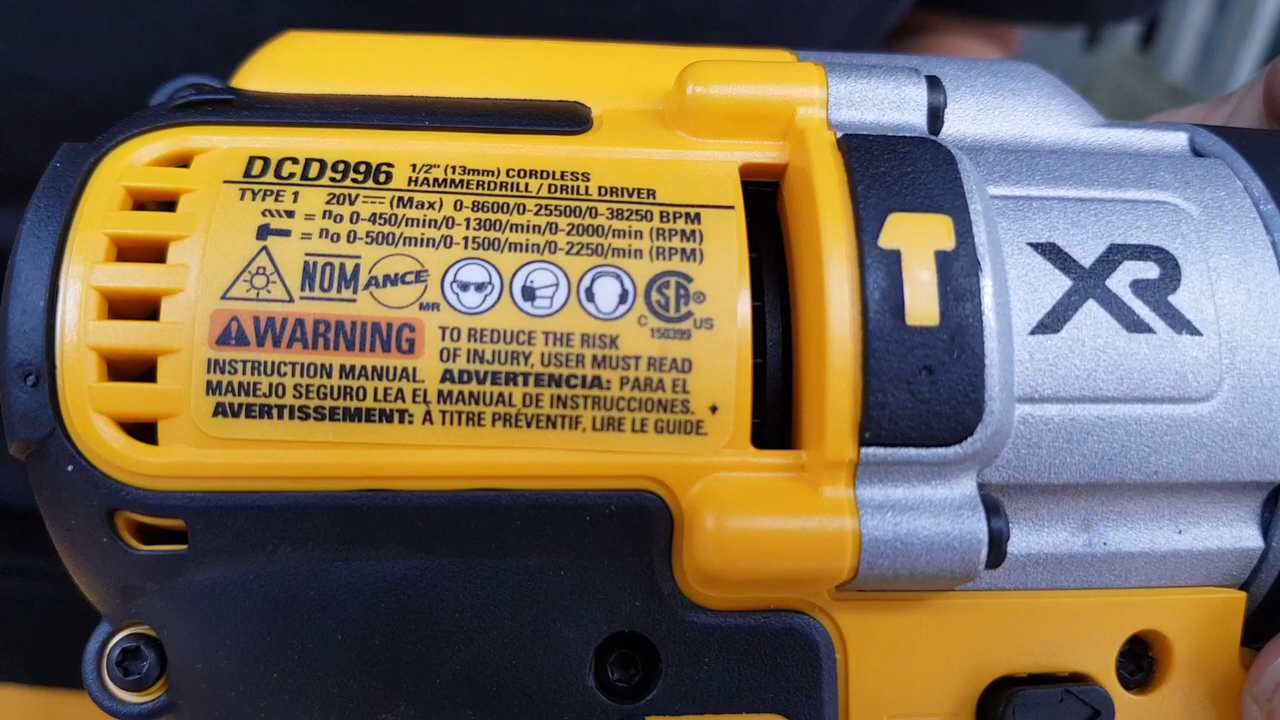 DCD996 1/2" (13mm) CORDLESS
HAMMERDRILL / DRILL DRIVER
TYPE 1 20V⎓ (Max) 0-8600/0-25500/0-38250 BPM
= no 0-450/min/0-1300/min/0-2000/min (RPM)
= no 0-500/min/0-1500/min/0-2250/min (RPM)
NOM
ANCE
MR
SA®
C US
150399
⚠WARNING TO REDUCE THE RISK
OF INJURY, USER MUST READ
INSTRUCTION MANUAL. ADVERTENCIA: PARA EL
MANEJO SEGURO LEA EL MANUAL DE INSTRUCCIONES.
AVERTISSEMENT: À TITRE PRÉVENTIF, LIRE LE GUIDE.
XR